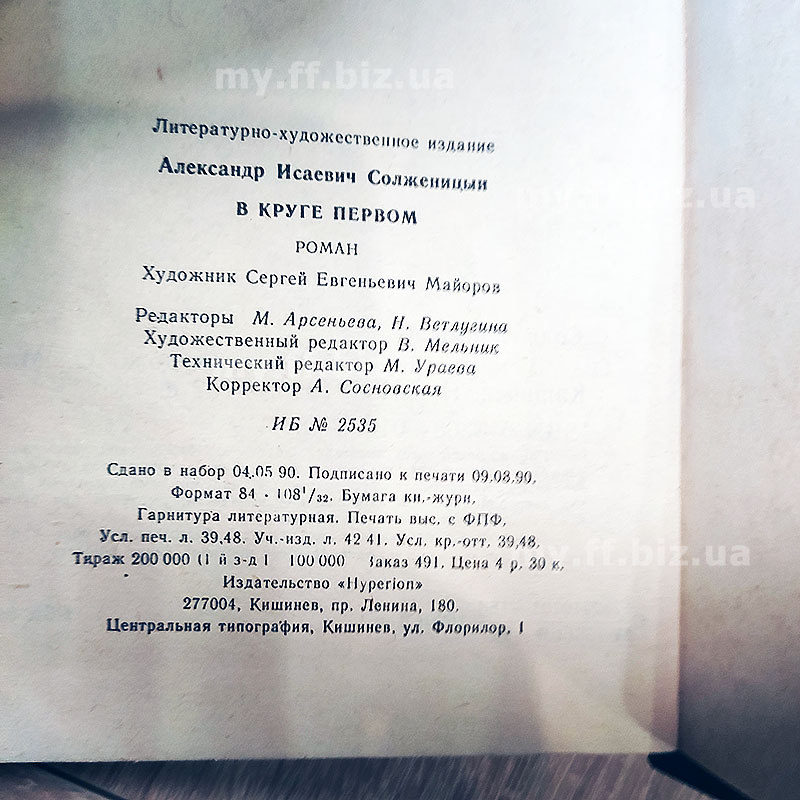 my.ff.biz.ua
Литературно-художественное издание
Александр Исаевич Солженицын
my.ff.biz.ua
В КРУГЕ ПЕРВОМ
РОМАН
Художник Сергей Евгеньевич Майоров
Редакторы М. Арсеньева, Н. Ветлугина
Художественный редактор В. Мельник
Технический редактор М. Ураева
Корректор А. Сосновская
ИБ № 2535
Сдано в набор 04.05 90. Подписано к печати 09.08.90.
Формат 84 · 108¹/₃₂. Бумага кн.-журн.
Гарнитура литературная. Печать выс. с ФПФ.
Усл. печ. л. 39,48. Уч.-изд. л. 42 41. Усл. кр.-отт. 39,48.
Тираж 200 000 (1 й з-д 1 100 000 Заказ 491. Цена 4 р. 30 к.
my.ff.biz.ua
Издательство «Hyperion»
277004, Кишинев, пр. Ленина, 180.
Центральная типография, Кишинев, ул. Флорилор, 1